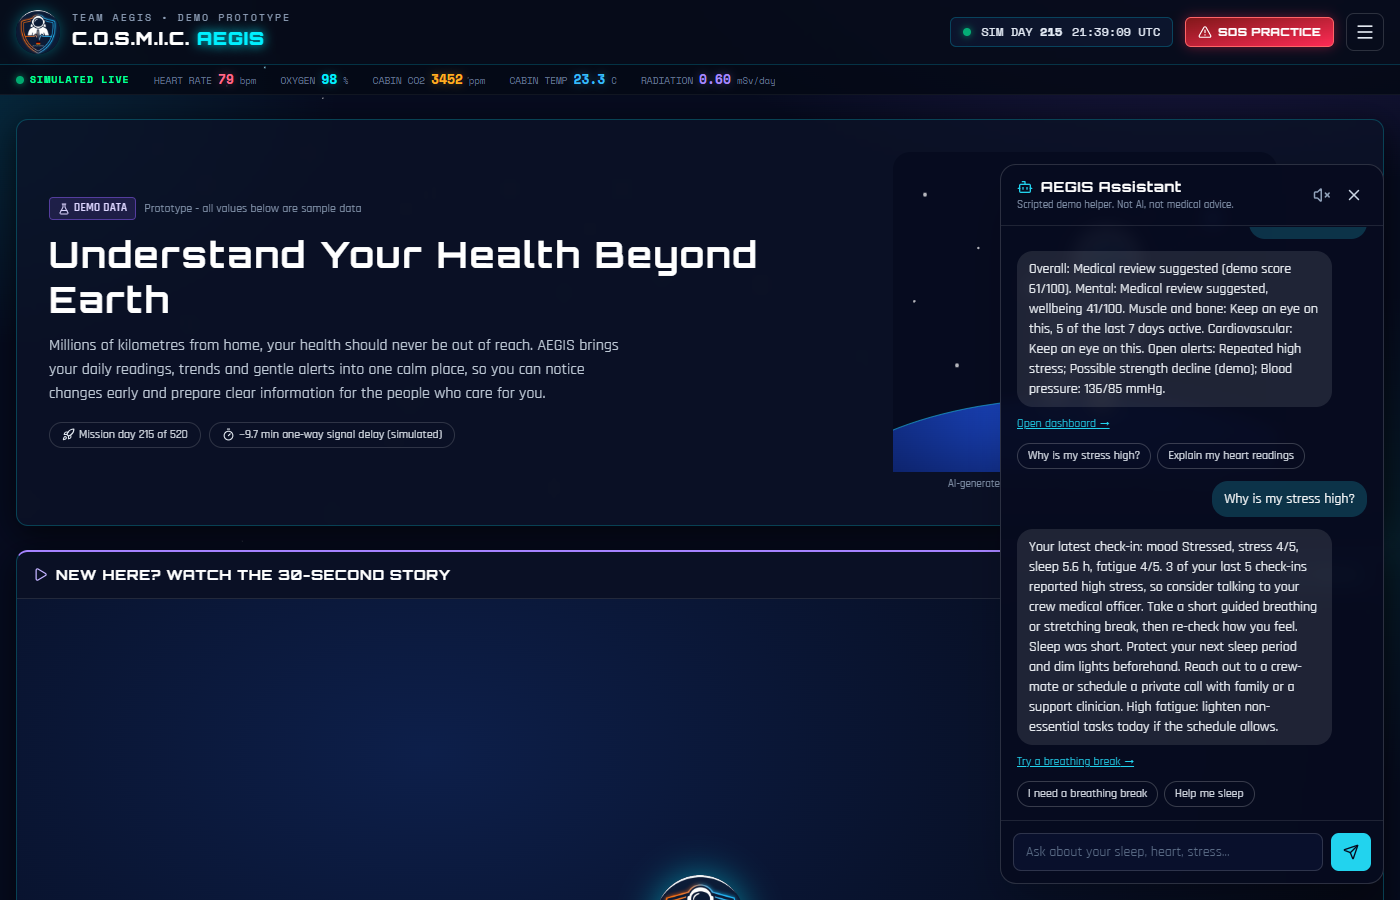 TEAM AEGIS • DEMO PROTOTYPE
C.O.S.M.I.C. AEGIS
SIM DAY 215 21:39:09 UTC
SOS PRACTICE
SIMULATED LIVE
HEART RATE 79 bpm
OXYGEN 98 %
CABIN CO2 3452 ppm
CABIN TEMP 23.3 C
RADIATION 0.60 mSv/day
DEMO DATA
Prototype - all values below are sample data
Understand Your Health Beyond
Earth
Millions of kilometres from home, your health should never be out of reach. AEGIS brings
your daily readings, trends and gentle alerts into one calm place, so you can notice
changes early and prepare clear information for the people who care for you.
Mission day 215 of 520
~9.7 min one-way signal delay (simulated)
AI-generate
NEW HERE? WATCH THE 30-SECOND STORY
AEGIS Assistant
Scripted demo helper. Not AI, not medical advice.
Overall: Medical review suggested (demo score
61/100). Mental: Medical review suggested,
wellbeing 41/100. Muscle and bone: Keep an eye on
this, 5 of the last 7 days active. Cardiovascular:
Keep an eye on this. Open alerts: Repeated high
stress; Possible strength decline (demo); Blood
pressure: 136/85 mmHg.
Open dashboard →
Why is my stress high?
Explain my heart readings
Why is my stress high?
Your latest check-in: mood Stressed, stress 4/5,
sleep 5.6 h, fatigue 4/5. 3 of your last 5 check-ins
reported high stress, so consider talking to your
crew medical officer. Take a short guided breathing
or stretching break, then re-check how you feel.
Sleep was short. Protect your next sleep period
and dim lights beforehand. Reach out to a crew-
mate or schedule a private call with family or a
support clinician. High fatigue: lighten non-
essential tasks today if the schedule allows.
Try a breathing break →
I need a breathing break
Help me sleep
Ask about your sleep, heart, stress...